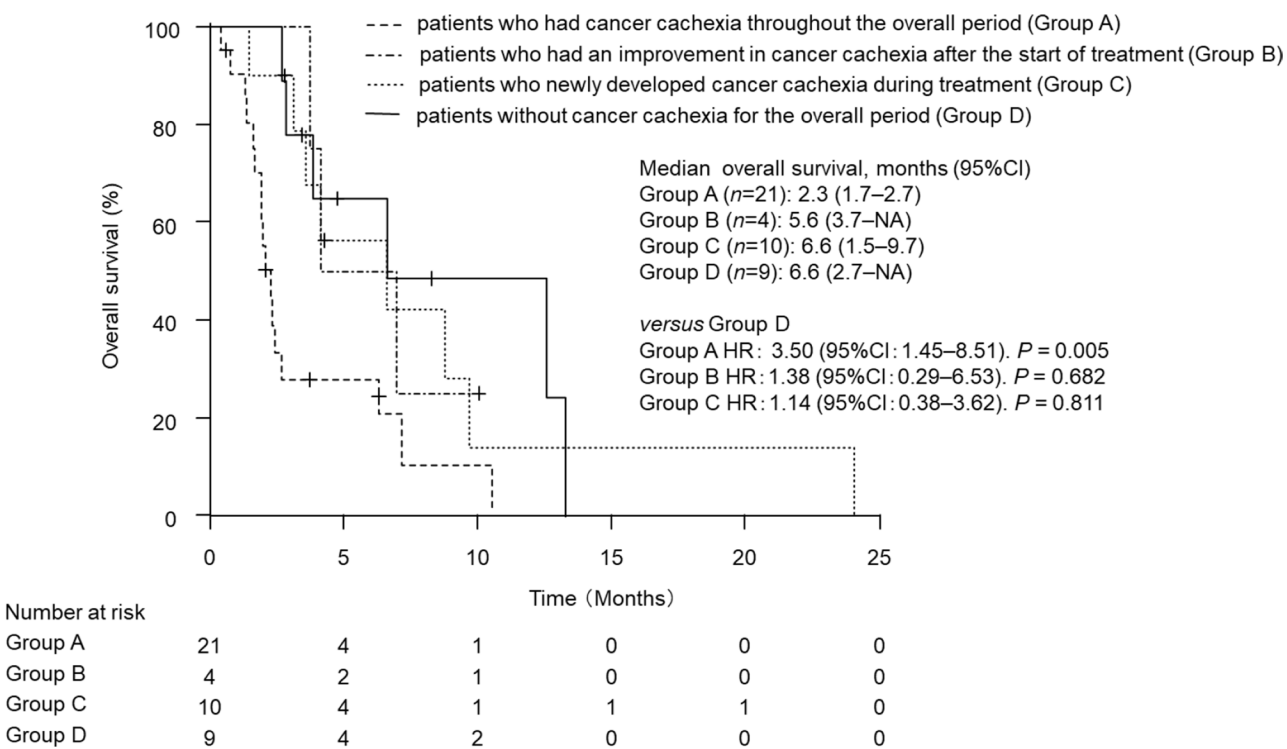 patients who had cancer cachexia throughout the overall period (Group A)
patients who had an improvement in cancer cachexia after the start of treatment (Group B)
patients who newly developed cancer cachexia during treatment (Group C)
patients without cancer cachexia for the overall period (Group D)
Median overall survival, months (95%CI)
Group A (n=21): 2.3 (1.7–2.7)
Group B (n=4): 5.6 (3.7–NA)
Group C (n=10): 6.6 (1.5–9.7)
Group D (n=9): 6.6 (2.7–NA)
versus Group D
Group A HR: 3.50 (95%CI:1.45–8.51). P = 0.005
Group B HR:1.38 (95%CI:0.29–6.53). P = 0.682
Group C HR:1.14 (95%CI:0.38–3.62). P = 0.811
Overall survival (%)
100
80
60
40
20
0
0 5 10 15 20 25
Time (Months)
Number at risk
Group A 21 4 1 0 0 0
Group B 4 2 1 0 0 0
Group C 10 4 1 1 1 0
Group D 9 4 2 0 0 0